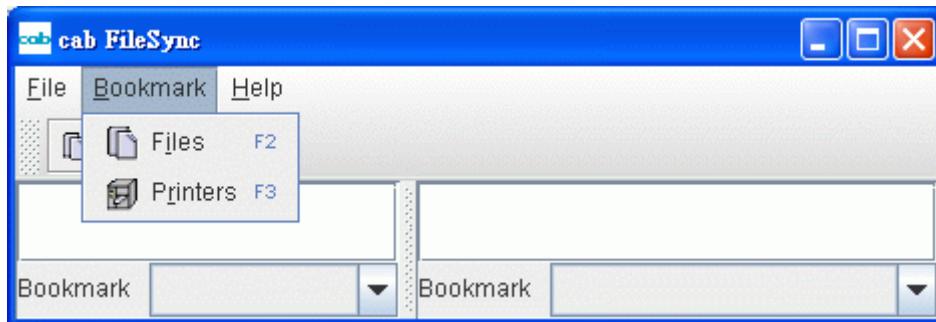 cab cab FileSync
File Bookmark Help
Files F2
Printers F3
Bookmark Bookmark